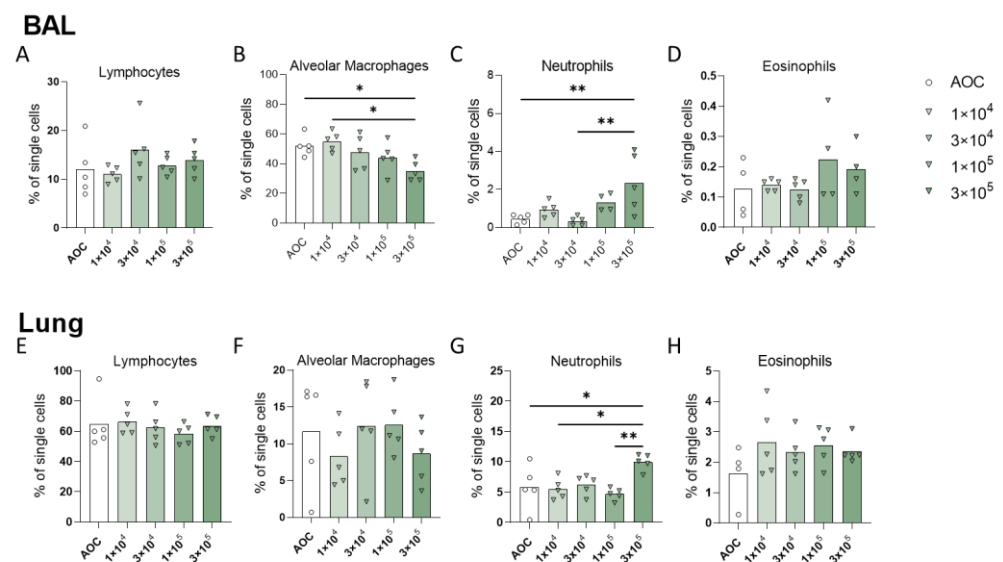 BAL
A
Lymphocytes
% of single cells
30
20
10
0
AOC
1×10⁴
3×10⁴
1×10⁵
3×10⁵
B
Alveolar Macrophages
% of single cells
100
80
60
40
20
0
*
*
AOC
1×10⁴
3×10⁴
1×10⁵
3×10⁵
C
Neutrophils
% of single cells
8
6
4
2
0
**
**
AOC
1×10⁴
3×10⁴
1×10⁵
3×10⁵
D
Eosinophils
% of single cells
0.5
0.4
0.3
0.2
0.1
0.0
AOC
1×10⁴
3×10⁴
1×10⁵
3×10⁵
AOC
1×10⁴
3×10⁴
1×10⁵
3×10⁵
Lung
E
Lymphocytes
% of single cells
100
80
60
40
20
0
AOC
1×10⁴
3×10⁴
1×10⁵
3×10⁵
F
Alveolar Macrophages
% of single cells
20
15
10
5
0
AOC
1×10⁴
3×10⁴
1×10⁵
3×10⁵
G
Neutrophils
% of single cells
25
20
15
10
5
0
*
*
**
AOC
1×10⁴
3×10⁴
1×10⁵
3×10⁵
H
Eosinophils
% of single cells
5
4
3
2
1
0
AOC
1×10⁴
3×10⁴
1×10⁵
3×10⁵